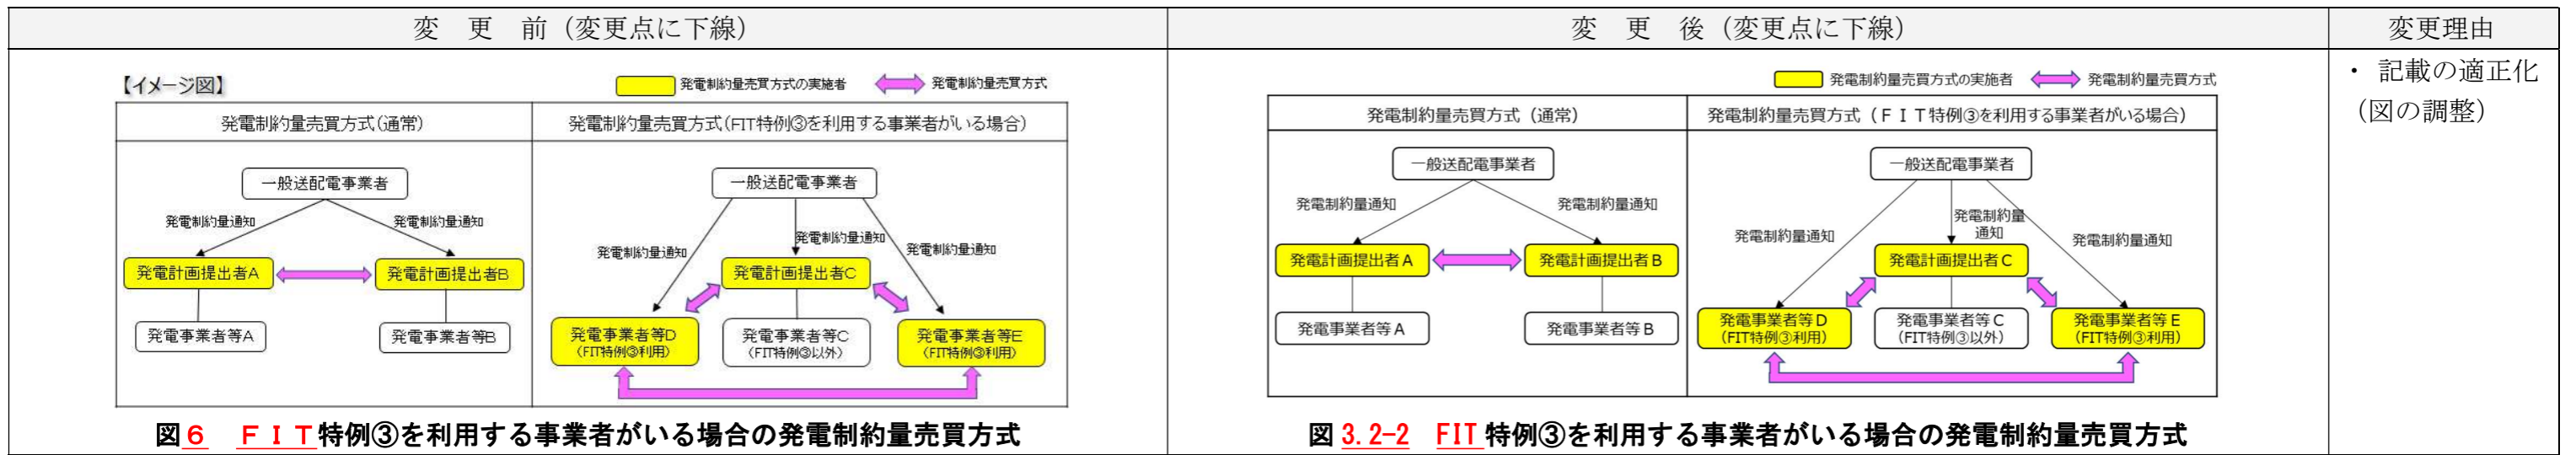 変　更　前（変更点に下線）
変　更　後（変更点に下線）
変更理由
【イメージ図】
発電制約量売買方式の実施者
発電制約量売買方式
発電制約量売買方式(通常)
発電制約量売買方式(FIT特例③を利用する事業者がいる場合)
一般送配電事業者
発電制約量通知
発電制約量通知
発電計画提出者A
発電計画提出者B
発電事業者等A
発電事業者等B
一般送配電事業者
発電制約量通知
発電制約量通知
発電制約量通知
発電計画提出者C
発電事業者等D
（FIT特例③利用）
発電事業者等C
（FIT特例③以外）
発電事業者等E
（FIT特例③利用）
図６　ＦＩＴ特例③を利用する事業者がいる場合の発電制約量売買方式
発電制約量売買方式の実施者
発電制約量売買方式
発電制約量売買方式（通常）
発電制約量売買方式（ＦＩＴ特例③を利用する事業者がいる場合）
一般送配電事業者
発電制約量通知
発電制約量通知
発電計画提出者Ａ
発電計画提出者Ｂ
発電事業者等Ａ
発電事業者等Ｂ
一般送配電事業者
発電制約量通知
発電制約量
通知
発電制約量通知
発電計画提出者Ｃ
発電事業者等Ｄ
（FIT特例③利用）
発電事業者等Ｃ
（FIT特例③以外）
発電事業者等Ｅ
（FIT特例③利用）
図 3.2-2　FIT 特例③を利用する事業者がいる場合の発電制約量売買方式
・ 記載の適正化
（図の調整）